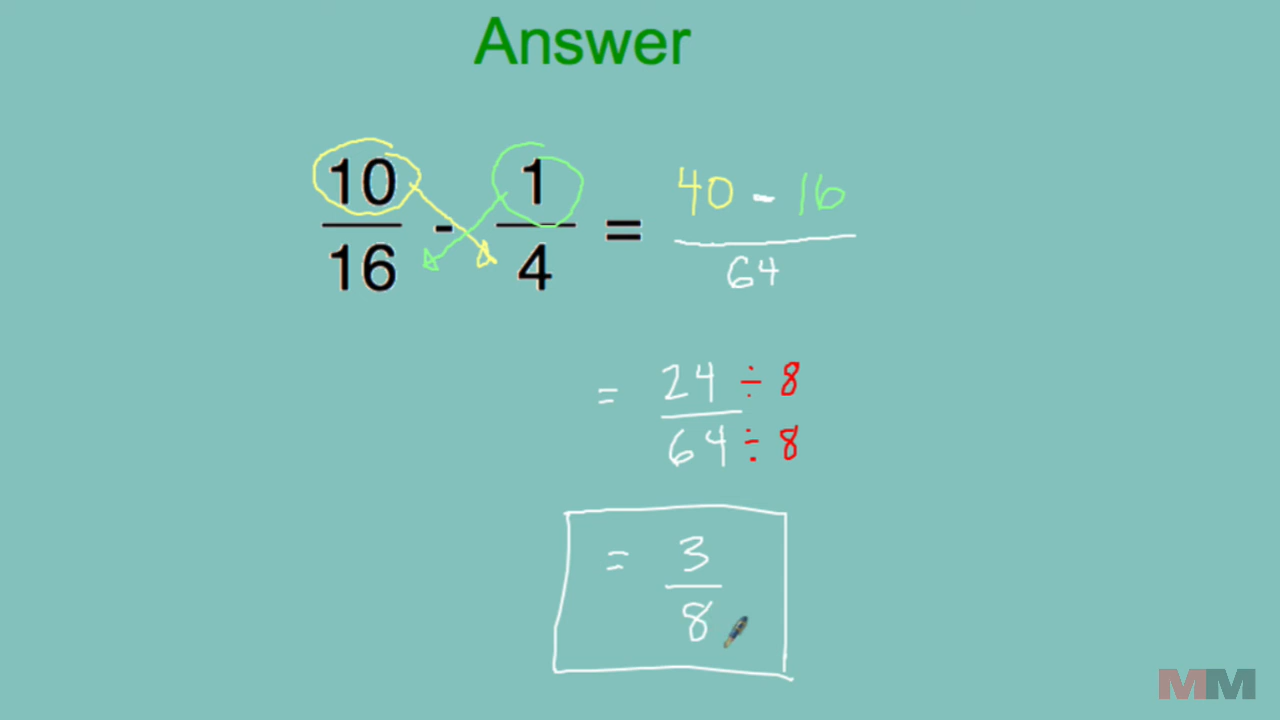 Answer
10/16 - 1/4 = (40 - 16)/64
= 24 ÷ 8 / 64 ÷ 8
= 3/8
MM